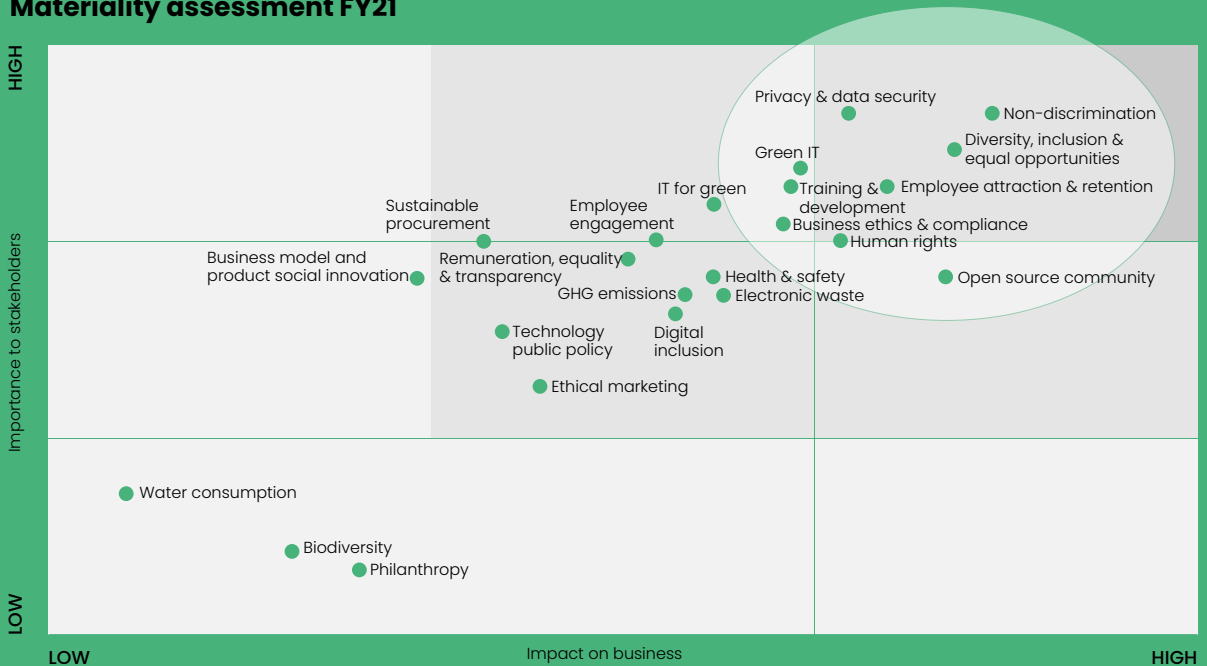 Materiality assessment FY21
HIGH
Privacy & data security
Non-discrimination
Diversity, inclusion &
equal opportunities
Green IT
IT for green
Training &
development
Employee attraction & retention
Sustainable
procurement
Employee
engagement
Business ethics & compliance
Human rights
Business model and
product social innovation
Remuneration, equality
& transparency
Health & safety
Open source community
GHG emissions
Electronic waste
Technology
public policy
Digital
inclusion
Ethical marketing
Importance to stakeholders
Water consumption
Biodiversity
Philanthropy
LOW
LOW
Impact on business
HIGH